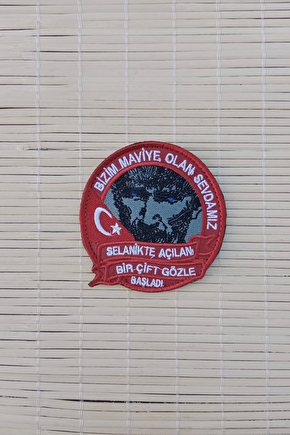 BİZİM MAVİYE OLAN SEVDAMIZ
SELANİKTE AÇILAN
BİR ÇİFT GÖZLE
BAŞLADI